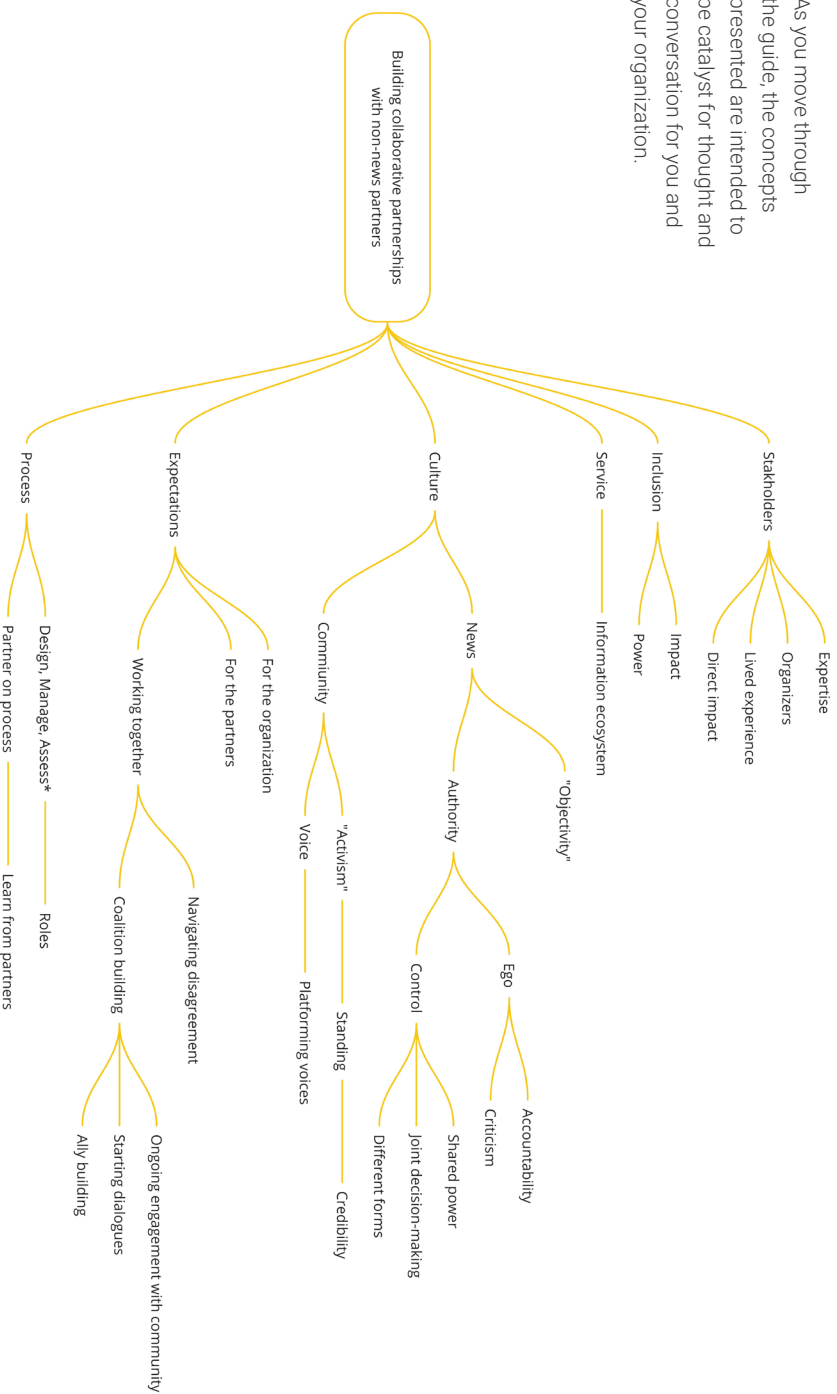 As you move through
the guide, the concepts
presented are intended to
be catalyst for thought and
conversation for you and
your organization.
Building collaborative partnerships
with non-news partners
Stakholders
Expertise
Organizers
Lived experience
Direct impact
Inclusion
Impact
Power
Service
Information ecosystem
Culture
News
"Objectivity"
Authority
Ego
Accountability
Criticism
Control
Shared power
Joint decision-making
Different forms
Commiunity
"Activism"
Standing
Credibility
Voice
Platforming voices
Expectations
For the organization
For the partners
Working together
Navigating disagreement
Coalition building
Ongoing engagement with community
Starting dialogues
Ally building
Process
Design, Manage, Assess*
Roles
Partner on process
Learn from partners